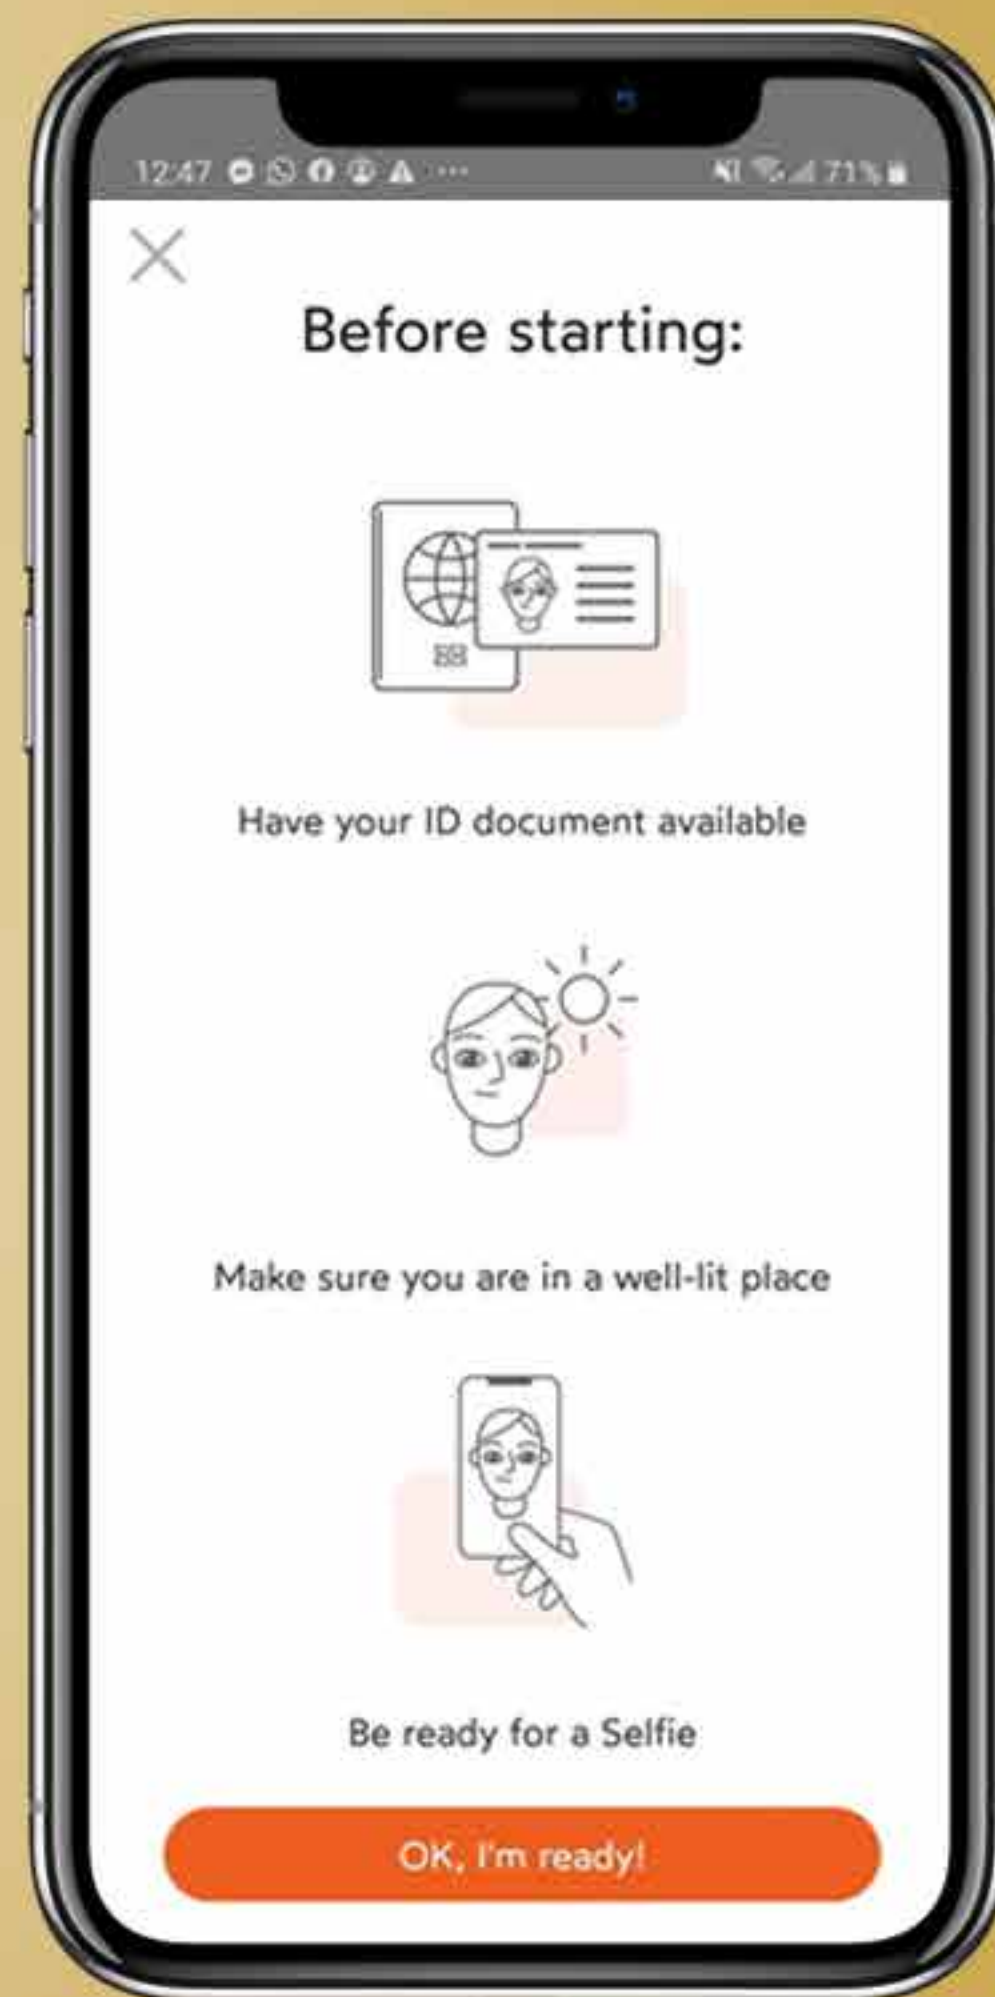 12:47
71%
Before starting:
Have your ID document available
Make sure you are in a well-lit place
Be ready for a Selfie
OK, I'm ready!